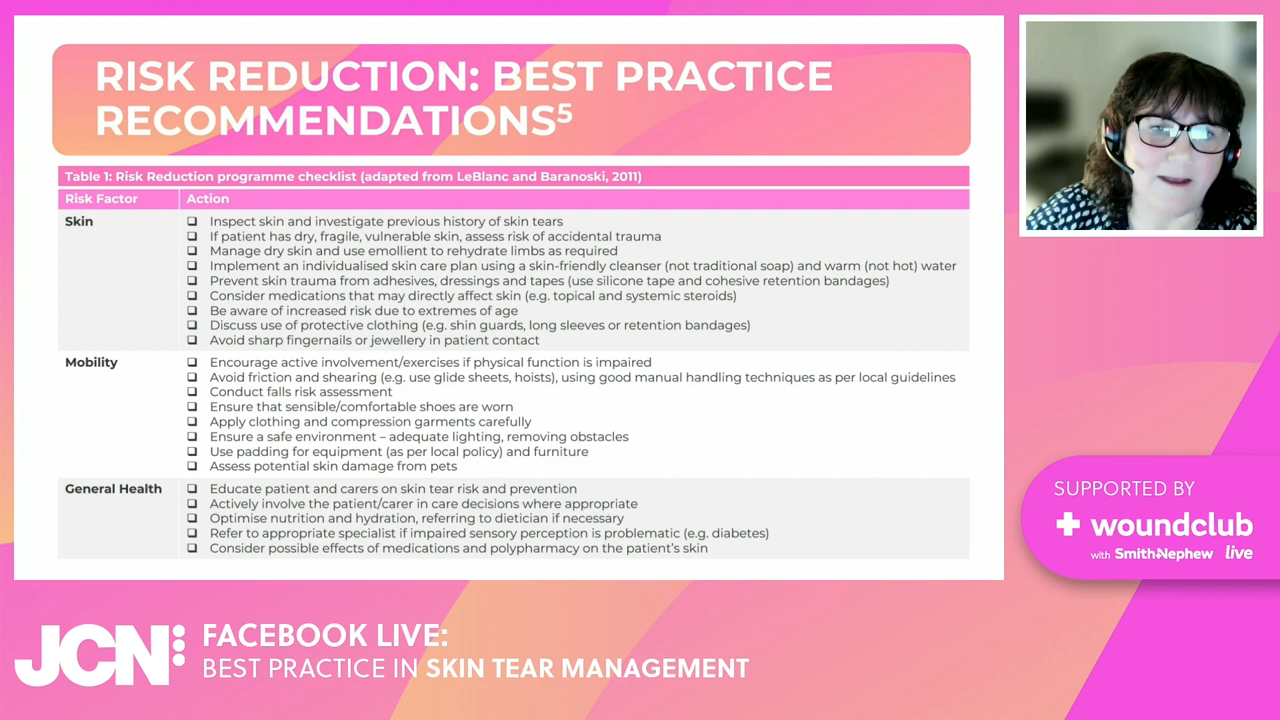 RISK REDUCTION: BEST PRACTICE
RECOMMENDATIONS⁵
Table 1: Risk Reduction programme checklist (adapted from LeBlanc and Baranoski, 2011)
Risk Factor Action
Skin
❑ Inspect skin and investigate previous history of skin tears
❑ If patient has dry, fragile, vulnerable skin, assess risk of accidental trauma
❑ Manage dry skin and use emollient to rehydrate limbs as required
❑ Implement an individualised skin care plan using a skin-friendly cleanser (not traditional soap) and warm (not hot) water
❑ Prevent skin trauma from adhesives, dressings and tapes (use silicone tape and cohesive retention bandages)
❑ Consider medications that may directly affect skin (e.g. topical and systemic steroids)
❑ Be aware of increased risk due to extremes of age
❑ Discuss use of protective clothing (e.g. shin guards, long sleeves or retention bandages)
❑ Avoid sharp fingernails or jewellery in patient contact
Mobility
❑ Encourage active involvement/exercises if physical function is impaired
❑ Avoid friction and shearing (e.g. use glide sheets, hoists), using good manual handling techniques as per local guidelines
❑ Conduct falls risk assessment
❑ Ensure that sensible/comfortable shoes are worn
❑ Apply clothing and compression garments carefully
❑ Ensure a safe environment – adequate lighting, removing obstacles
❑ Use padding for equipment (as per local policy) and furniture
❑ Assess potential skin damage from pets
General Health
❑ Educate patient and carers on skin tear risk and prevention
❑ Actively involve the patient/carer in care decisions where appropriate
❑ Optimise nutrition and hydration, referring to dietician if necessary
❑ Refer to appropriate specialist if impaired sensory perception is problematic (e.g. diabetes)
❑ Consider possible effects of medications and polypharmacy on the patient's skin
SUPPORTED BY
woundclub
with Smith+Nephew live
JCN
FACEBOOK LIVE:
BEST PRACTICE IN SKIN TEAR MANAGEMENT